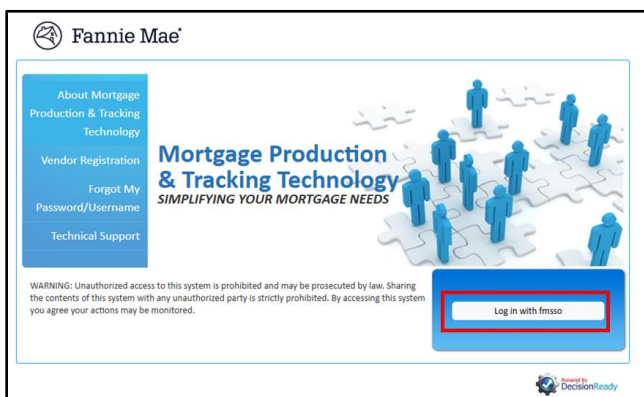 Fannie Mae®
About Mortgage
Production & Tracking
Technology
Vendor Registration
Forgot My
Password/Username
Technical Support
Mortgage Production
& Tracking Technology
SIMPLIFYING YOUR MORTGAGE NEEDS
WARNING: Unauthorized access to this system is prohibited and may be prosecuted by law. Sharing
the contents of this system with any unauthorized party is strictly prohibited. By accessing this system
you agree your actions may be monitored.
Log in with fmsso
Powered by
DecisionReady